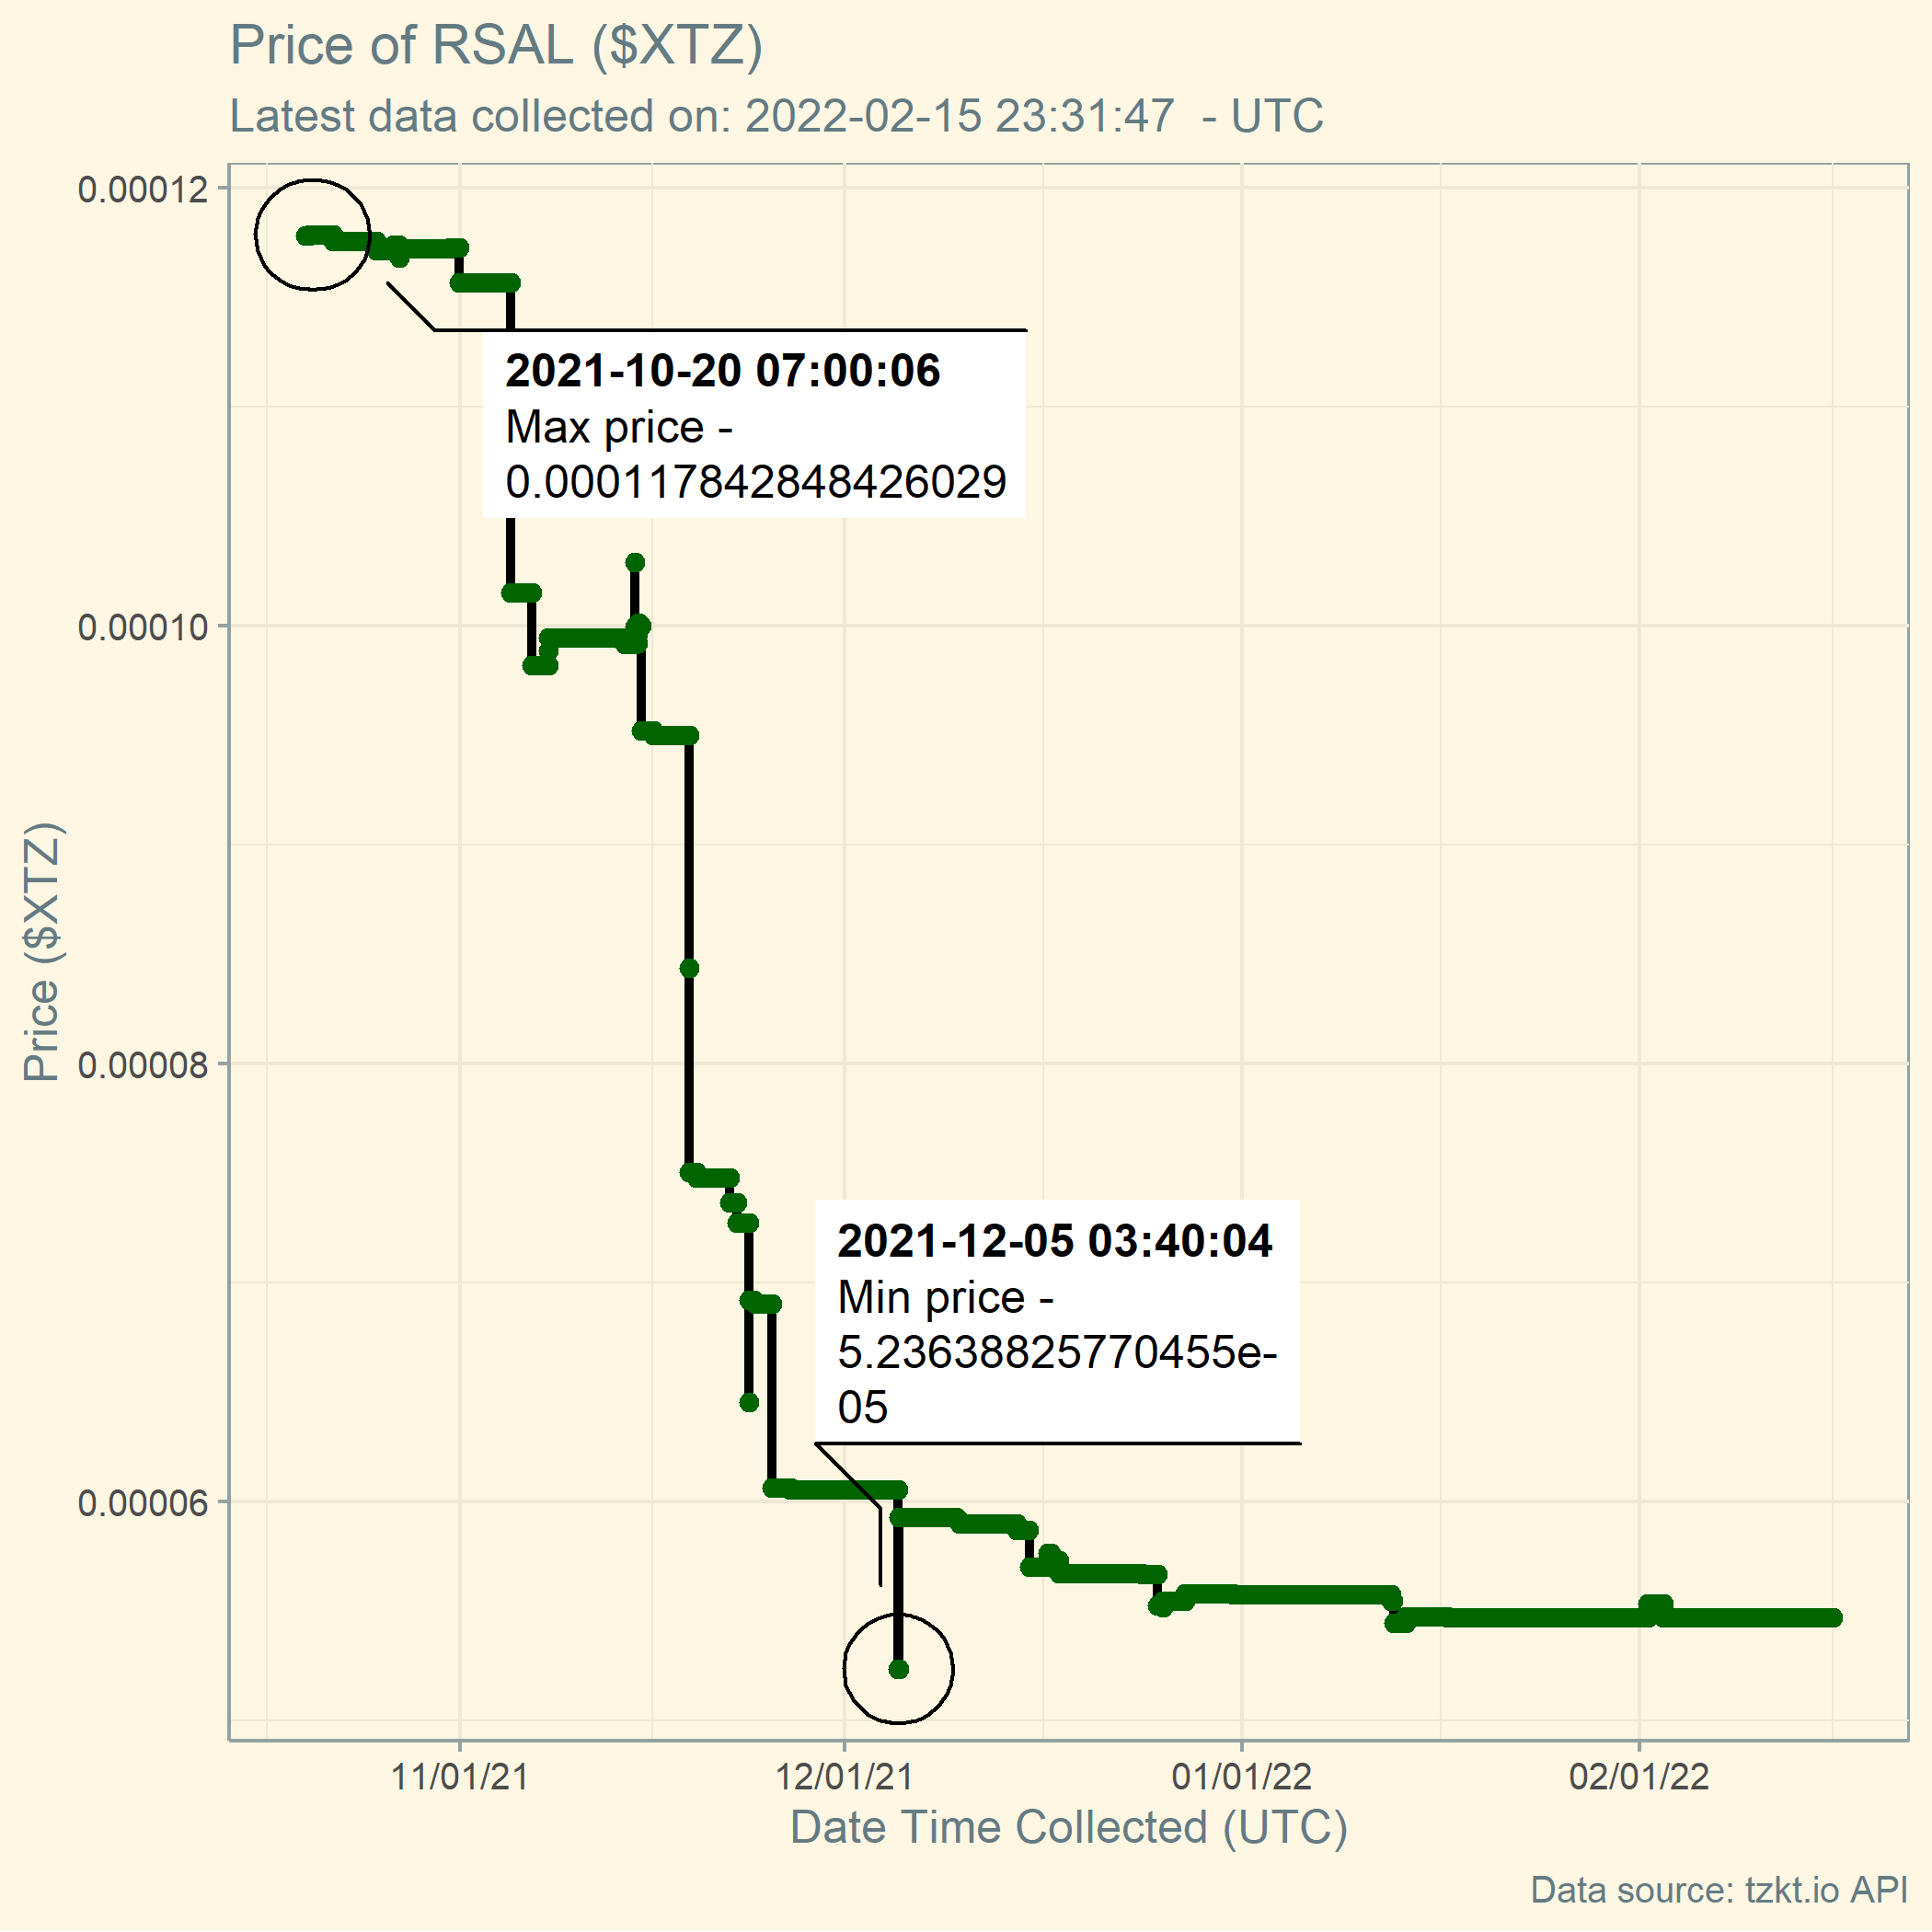 Price of RSAL ($XTZ)
Latest data collected on: 2022-02-15 23:31:47  - UTC
0.00012
0.00010
0.00008
0.00006
Price ($XTZ)
2021-10-20 07:00:06
Max price -
0.000117842848426029
2021-12-05 03:40:04
Min price -
5.23638825770455e-
05
11/01/21
12/01/21
01/01/22
02/01/22
Date Time Collected (UTC)
Data source: tzkt.io API